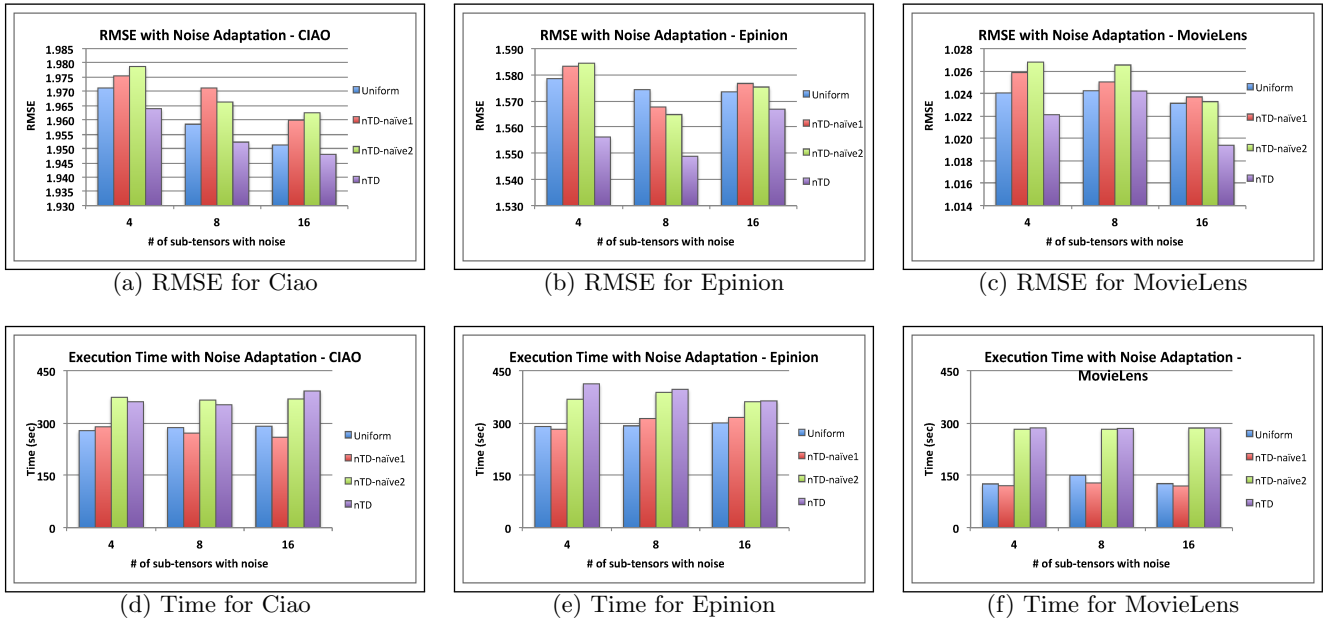 RMSE with Noise Adaptation - CIAO
RMSE
1.985
1.980
1.975
1.970
1.965
1.960
1.955
1.950
1.945
1.940
1.935
1.930
4
8
16
# of sub-tensors with noise
Uniform
nTD-naïve1
nTD-naïve2
nTD
(a) RMSE for Ciao
RMSE with Noise Adaptation - Epinion
RMSE
1.590
1.580
1.570
1.560
1.550
1.540
1.530
4
8
16
# of sub-tensors with noise
Uniform
nTD-naïve1
nTD-naïve2
nTD
(b) RMSE for Epinion
RMSE with Noise Adaptation - MovieLens
RMSE
1.028
1.026
1.024
1.022
1.020
1.018
1.016
1.014
4
8
16
# of sub-tensors with noise
Uniform
nTD-naïve1
nTD-naïve2
nTD
(c) RMSE for MovieLens
Execution Time with Noise Adaptation - CIAO
Time (sec)
450
300
150
0
4
8
16
# of sub-tensors with noise
Uniform
nTD-naïve1
nTD-naïve2
nTD
(d) Time for Ciao
Execution Time with Noise Adaptation - Epinion
Time (sec)
450
300
150
0
4
8
16
# of sub-tensors with noise
Uniform
nTD-naïve1
nTD-naïve2
nTD
(e) Time for Epinion
Execution Time with Noise Adaptation -
MovieLens
Time (sec)
450
300
150
0
4
8
16
# of sub-tensors with noise
Uniform
nTD-naïve1
nTD-naïve2
nTD
(f) Time for MovieLens